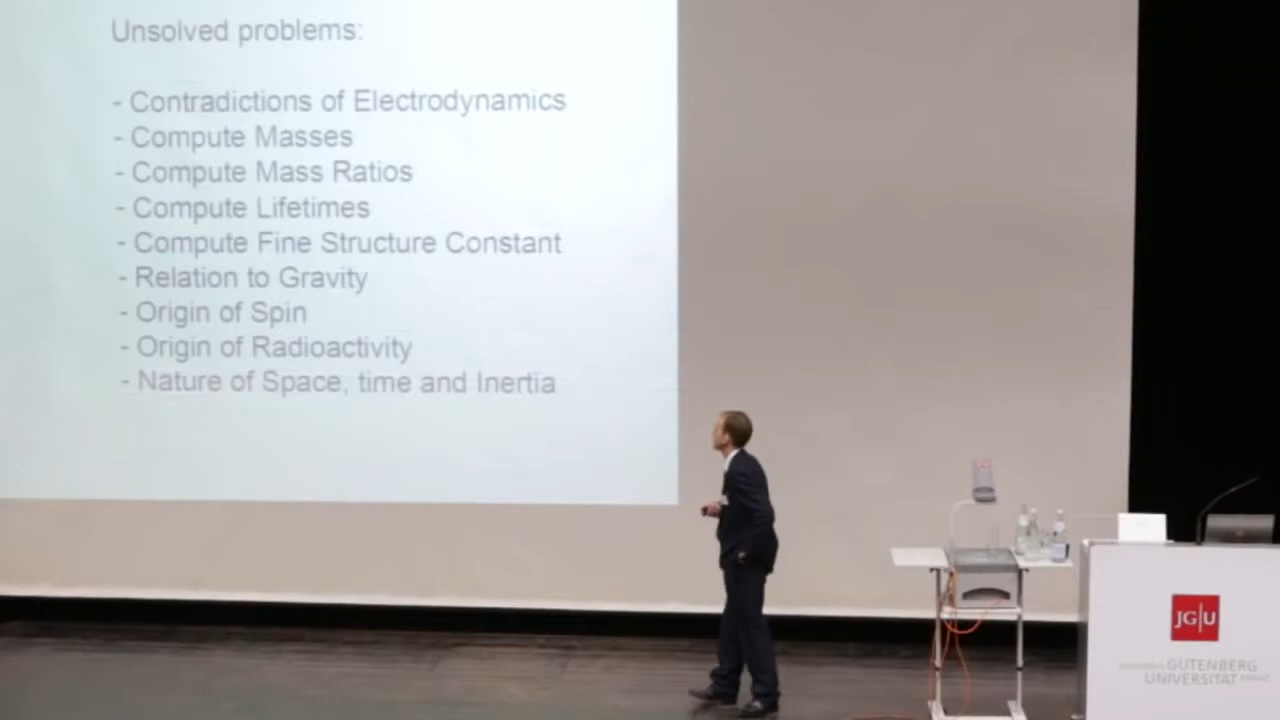 Unsolved problems:
- Contradictions of Electrodynamics
- Compute Masses
- Compute Mass Ratios
- Compute Lifetimes
- Compute Fine Structure Constant
- Relation to Gravity
- Origin of Spin
- Origin of Radioactivity
- Nature of Space, time and Inertia
JG|U
GUTENBERG
UNIVERSITÄT